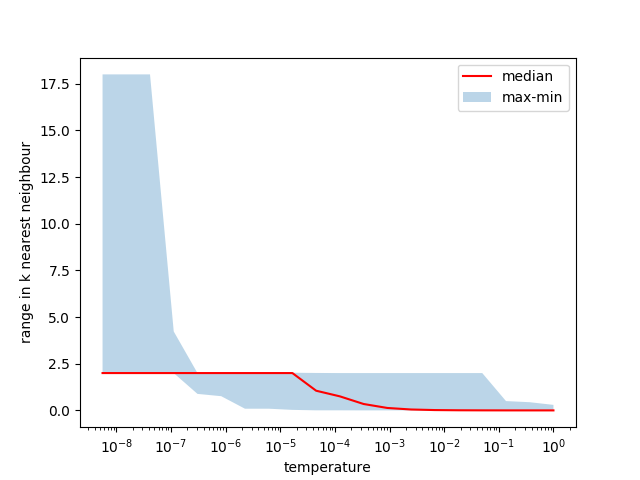 median
max-min
17.5
15.0
12.5
10.0
7.5
5.0
2.5
0.0
range in k nearest neighbour
10⁻⁸ 10⁻⁷ 10⁻⁶ 10⁻⁵ 10⁻⁴ 10⁻³ 10⁻² 10⁻¹ 10⁰
temperature